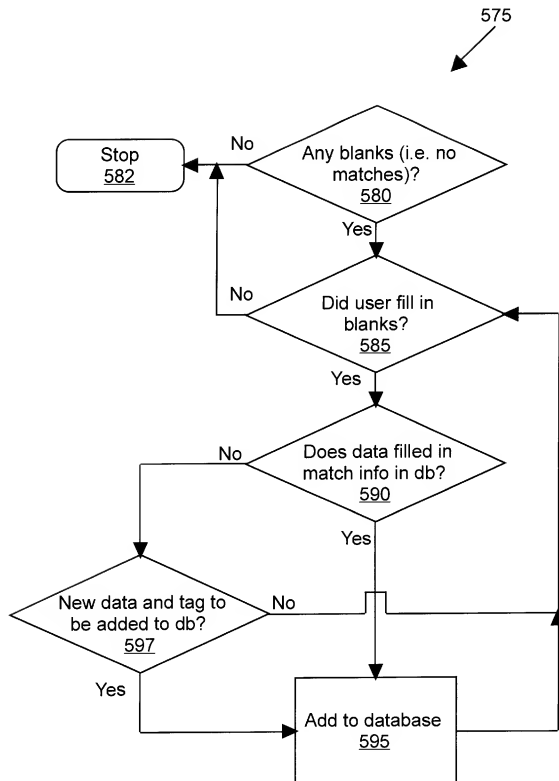 575
No
Stop
582
Any blanks (i.e. no
matches)?
580
Yes
No
Did user fill in
blanks?
585
Yes
No
Does data filled in
match info in db?
590
Yes
New data and tag to
be added to db?
597
No
Yes
Add to database
595